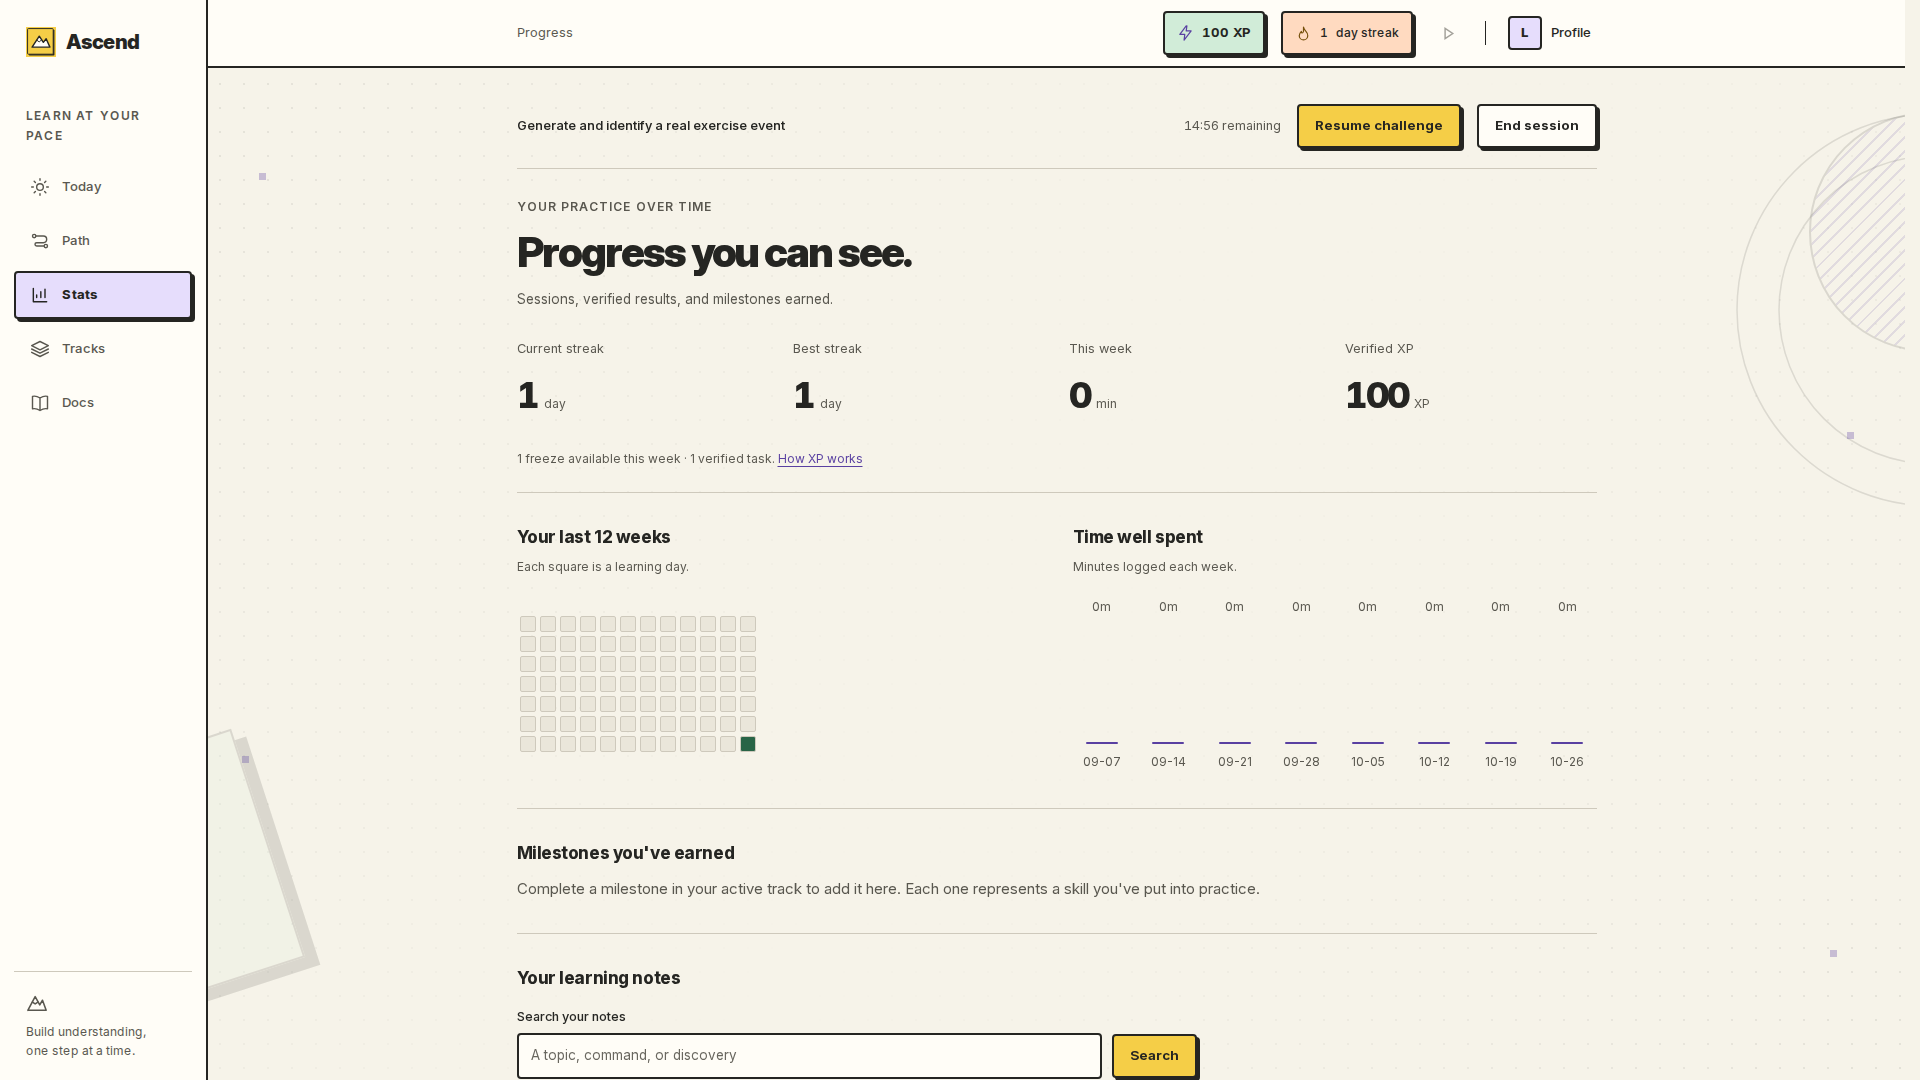 Ascend
LEARN AT YOUR
PACE
Today
Path
Stats
Tracks
Docs
Build understanding,
one step at a time.
Progress
100 XP
1 day streak
L
Profile
Generate and identify a real exercise event
14:56 remaining
Resume challenge
End session
YOUR PRACTICE OVER TIME
Progress you can see.
Sessions, verified results, and milestones earned.
Current streak
1 day
Best streak
1 day
This week
0 min
Verified XP
100 XP
1 freeze available this week · 1 verified task. How XP works
Your last 12 weeks
Each square is a learning day.
Time well spent
Minutes logged each week.
0m 0m 0m 0m 0m 0m 0m 0m
09-07 09-14 09-21 09-28 10-05 10-12 10-19 10-26
Milestones you've earned
Complete a milestone in your active track to add it here. Each one represents a skill you've put into practice.
Your learning notes
Search your notes
A topic, command, or discovery
Search